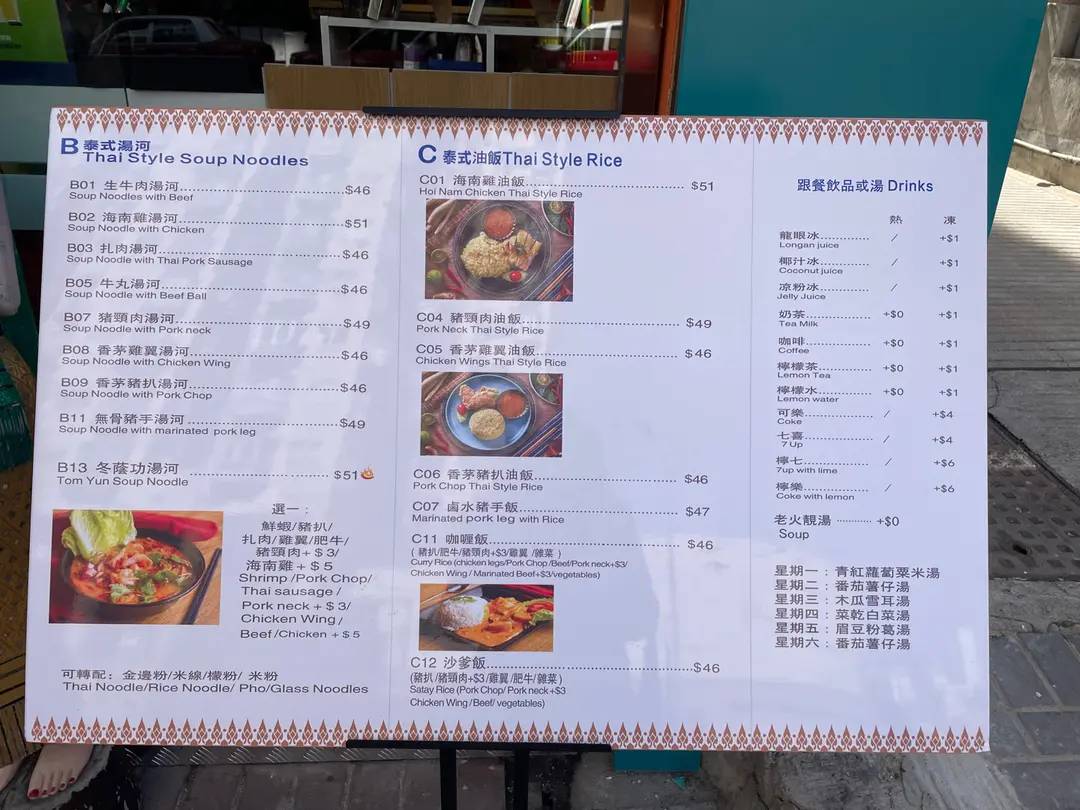 B 泰式湯河
Thai Style Soup Noodles
B01 生牛肉湯河 $46
Soup Noodles with Beef
B02 海南雞湯河 $51
Soup Noodle with Chicken
B03 扎肉湯河 $46
Soup Noodle with Thai Pork Sausage
B05 牛丸湯河 $46
Soup Noodle with Beef Ball
B07 豬頸肉湯河 $49
Soup Noodle with Pork neck
B08 香茅雞翼湯河 $46
Soup Noodle with Chicken Wing
B09 香茅豬扒湯河 $46
Soup Noodle with Pork Chop
B11 無骨豬手湯河 $49
Soup Noodle with marinated pork leg
B13 冬蔭功湯河 $51
Tom Yun Soup Noodle
選一 :
鮮蝦/豬扒/
扎肉/雞翼/肥牛/
豬頸肉+ $ 3/
海南雞 + $ 5
Shrimp /Pork Chop/
Thai sausage /
Pork neck + $ 3/
Chicken Wing /
Beef /Chicken + $ 5
可轉配: 金邊粉/米線/檬粉/ 米粉
Thai Noodle/Rice Noodle/ Pho/Glass Noodles
C 泰式油飯Thai Style Rice
C01 海南雞油飯 $51
Hoi Nam Chicken Thai Style Rice
C04 豬頸肉油飯 $49
Pork Neck Thai Style Rice
C05 香茅雞翼油飯 $46
Chicken Wings Thai Style Rice
C06 香茅豬扒油飯 $46
Pork Chop Thai Style Rice
C07 鹵水豬手飯 $47
Marinated pork leg with Rice
C11 咖喱飯 $46
( 豬扒/肥牛/豬頸肉+$3/雞翼 /雜菜 )
Curry Rice (chicken legs/Pork Chop /Beef/Pork neck+$3/
Chicken Wing / Marinated Beef+$3/vegetables)
C12 沙爹飯 $46
(豬扒 /豬頸肉+$3 /雞翼 /肥牛/ 雜菜 )
Satay Rice (Pork Chop/ Pork neck +$3
Chicken Wing /Beef/ vegetables)
跟餐飲品或湯 Drinks
熱 凍
龍眼冰 / +$1
Longan juice
椰汁冰 / +$1
Coconut juice
凉粉冰 / +$1
Jelly Juice
奶茶 +$0 +$1
Tea Milk
咖啡 +$0 +$1
Coffee
檸檬茶 +$0 +$1
Lemon Tea
檸檬水 +$0 +$1
Lemon water
可樂 / +$4
Coke
七喜 / +$4
7 Up
檸七 / +$6
7up with lime
檸樂 / +$6
Coke with lemon
老火靚湯 +$0
Soup
星期一 : 青紅蘿蔔粟米湯
星期二 : 番茄薯仔湯
星期三 : 木瓜雪耳湯
星期四 : 菜乾白菜湯
星期五 : 眉豆粉葛湯
星期六 : 番茄薯仔湯